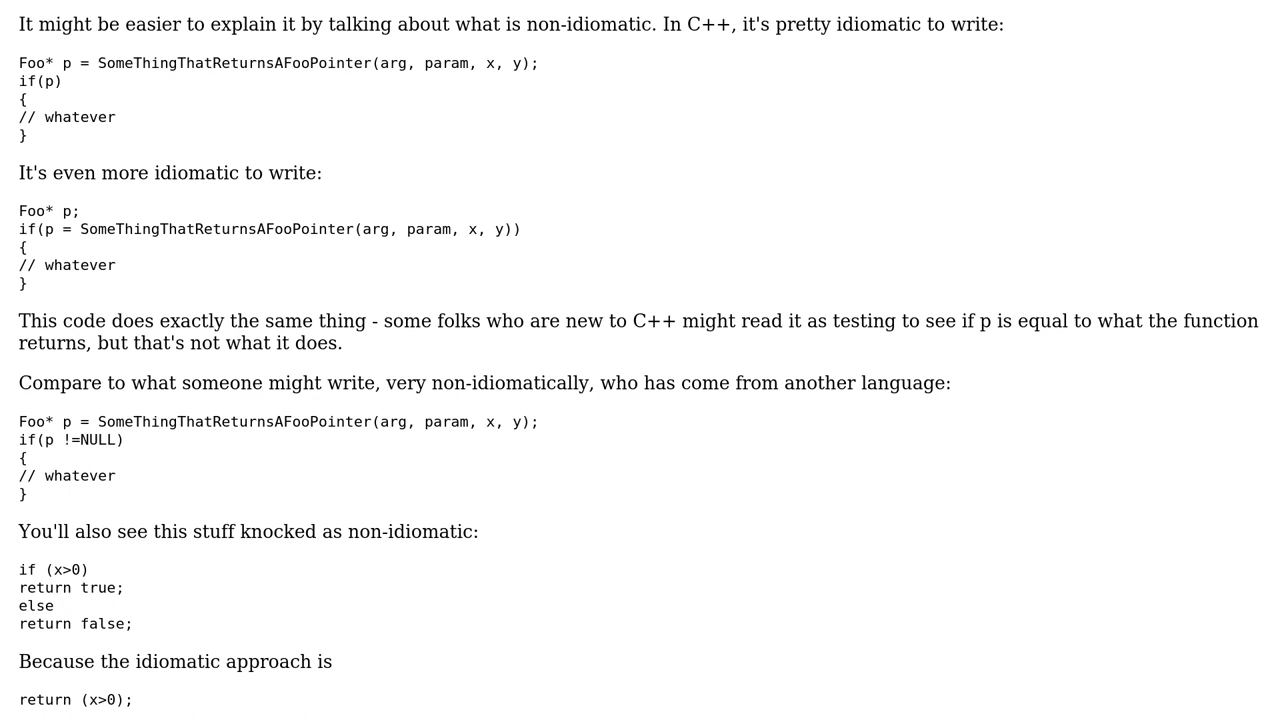 It might be easier to explain it by talking about what is non-idiomatic. In C++, it's pretty idiomatic to write:
Foo* p = SomeThingThatReturnsAFooPointer(arg, param, x, y);
if(p)
{
// whatever
}
It's even more idiomatic to write:
Foo* p;
if(p = SomeThingThatReturnsAFooPointer(arg, param, x, y))
{
// whatever
}
This code does exactly the same thing - some folks who are new to C++ might read it as testing to see if p is equal to what the function
returns, but that's not what it does.
Compare to what someone might write, very non-idiomatically, who has come from another language:
Foo* p = SomeThingThatReturnsAFooPointer(arg, param, x, y);
if(p !=NULL)
{
// whatever
}
You'll also see this stuff knocked as non-idiomatic:
if (x>0)
return true;
else
return false;
Because the idiomatic approach is
return (x>0);